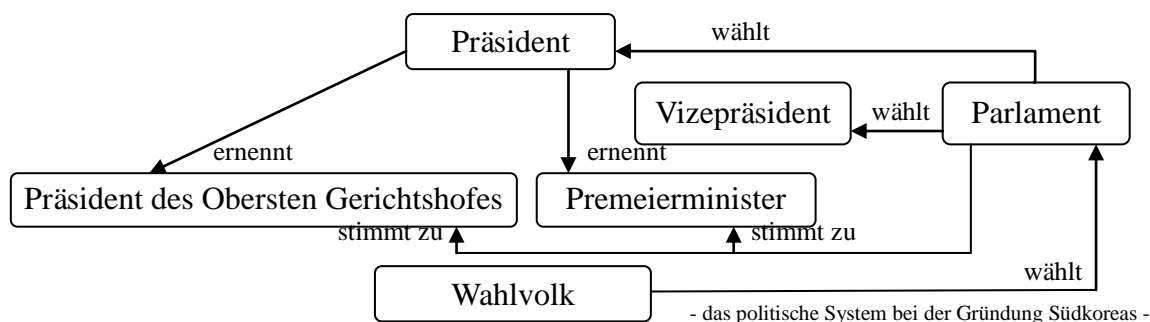 Präsident
wählt
Vizepräsident
wählt
Parlament
ernennt
ernennt
Präsident des Obersten Gerichtshofes
Premeierminister
stimmt zu
stimmt zu
Wahlvolk
wählt
- das politische System bei der Gründung Südkoreas -